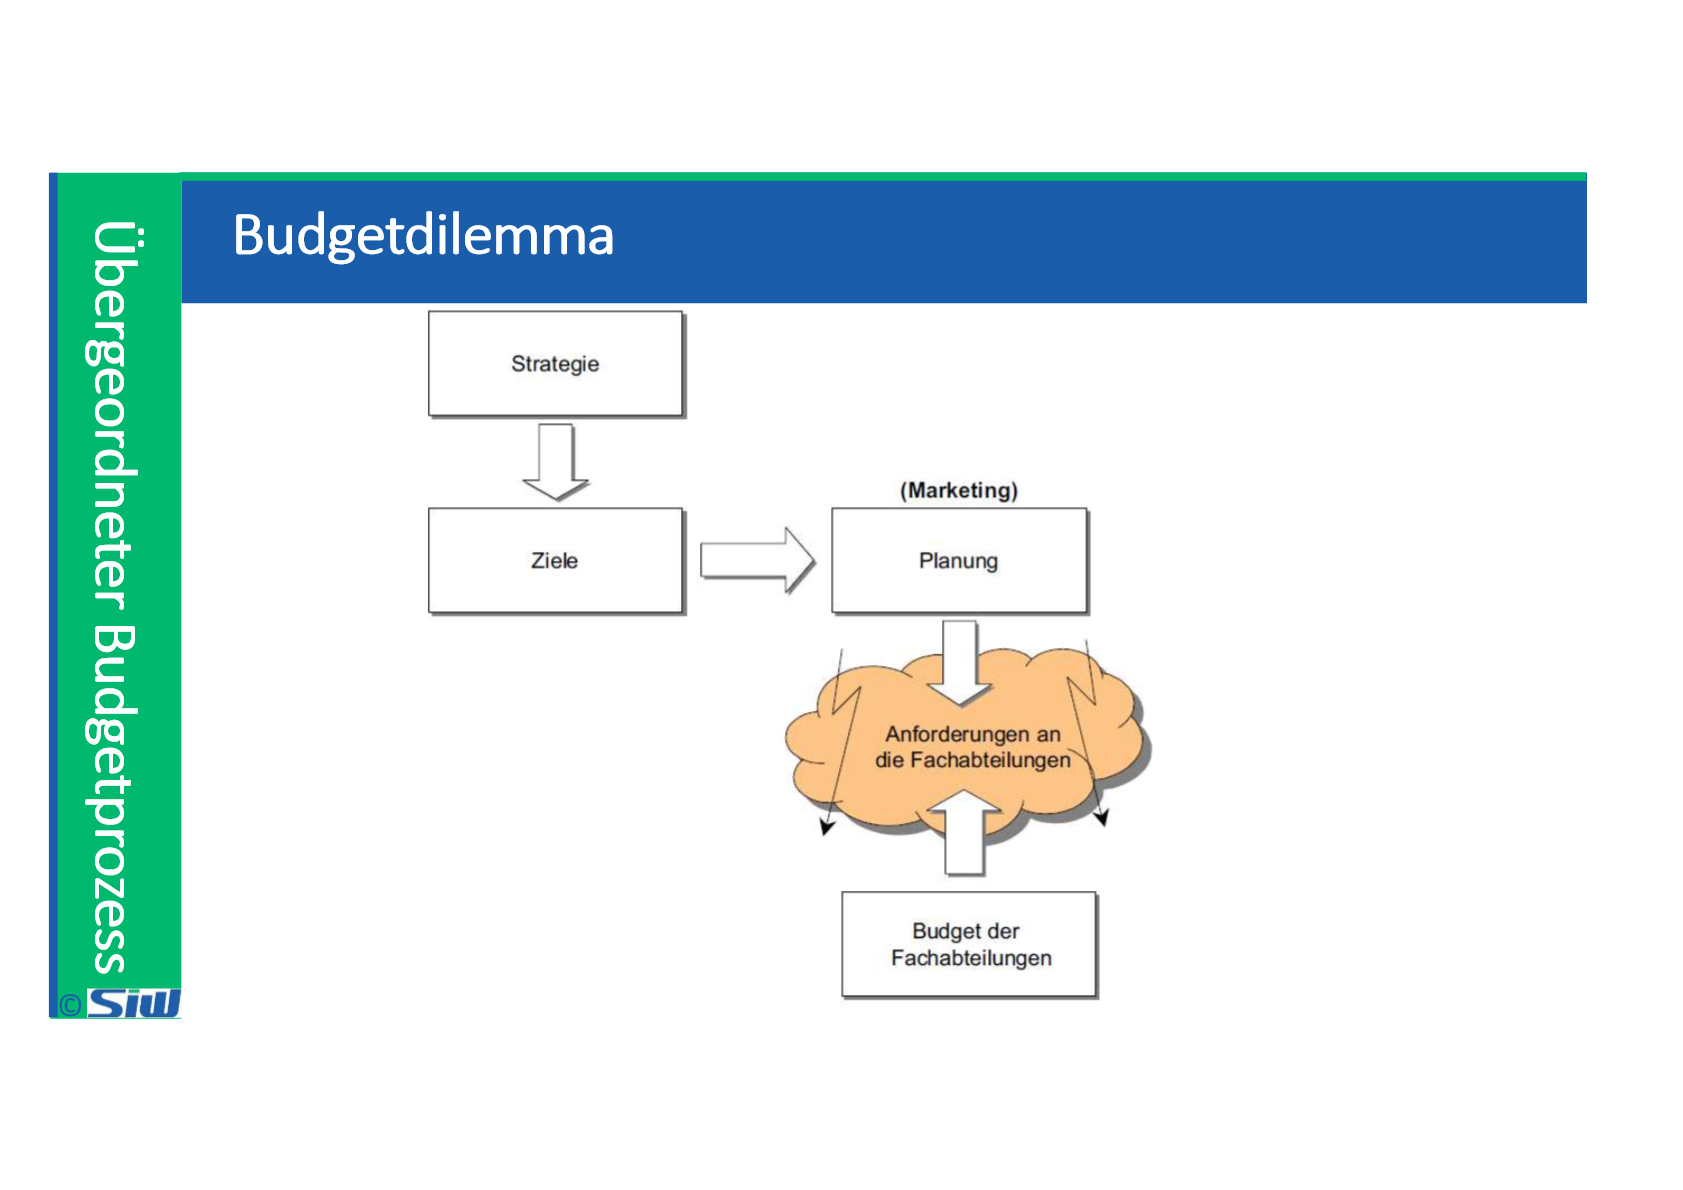 Budgetdilemma
Übergeordneter Budgetprozess
Strategie
(Marketing)
Ziele
Planung
Anforderungen an
die Fachabteilungen
Budget der
Fachabteilungen
© SiW